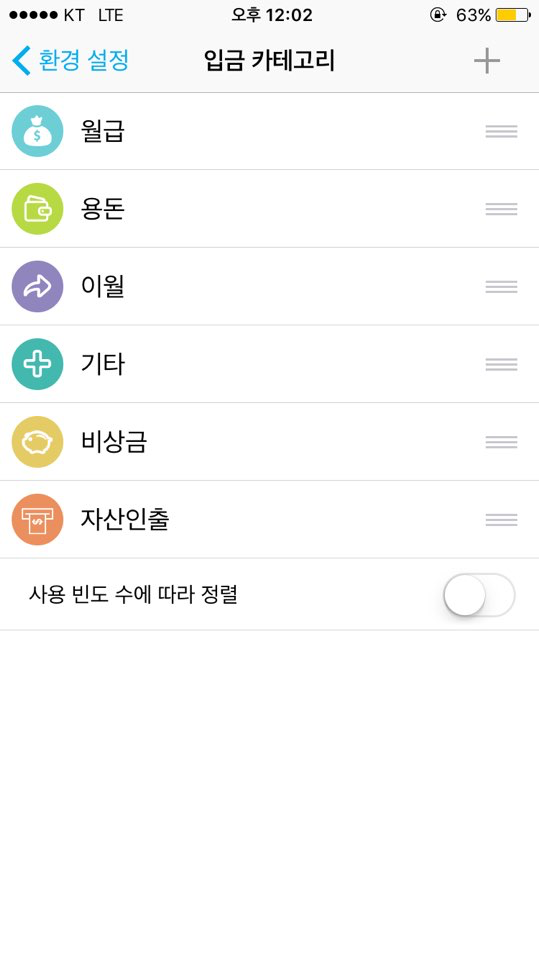 KT LTE 오후 12:02 63%
환경 설정 입금 카테고리
월급
용돈
이월
기타
비상금
자산인출
사용 빈도 수에 따라 정렬